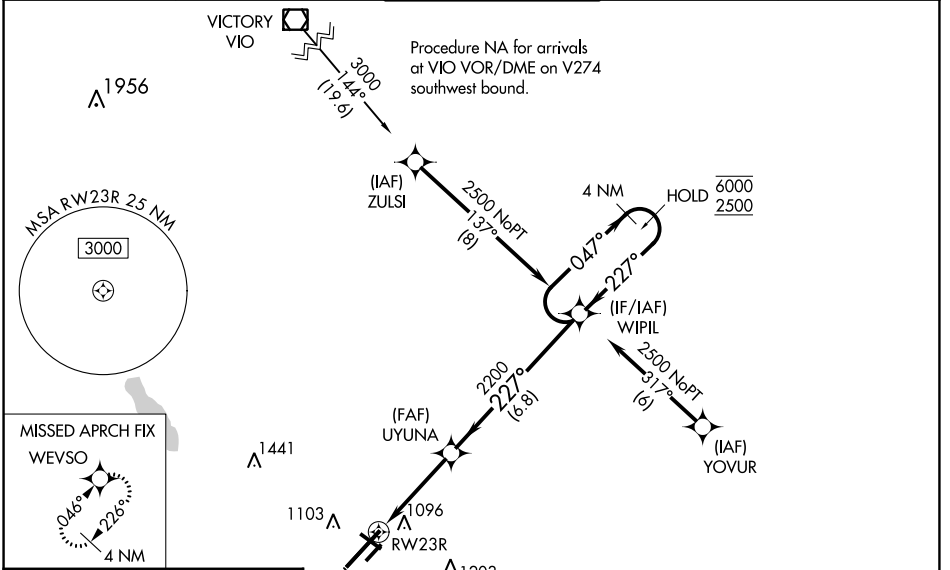 VICTORY
VIO
3000
144°
(19.6)
Procedure NA for arrivals
at VIO VOR/DME on V274
southwest bound.
1956
(IAF)
ZULSI
2500 NoPT
137°
(8)
4 NM
HOLD
6000
2500
047°
227°
MSA RW23R 25 NM
3000
(IF/IAF)
WIPIL
2500 NoPT
317°
(6)
(IAF)
YOVUR
2200
227°
(6.8)
(FAF)
UYUNA
MISSED APRCH FIX
WEVSO
046°
226°
4 NM
1441
1103
1096
RW23R